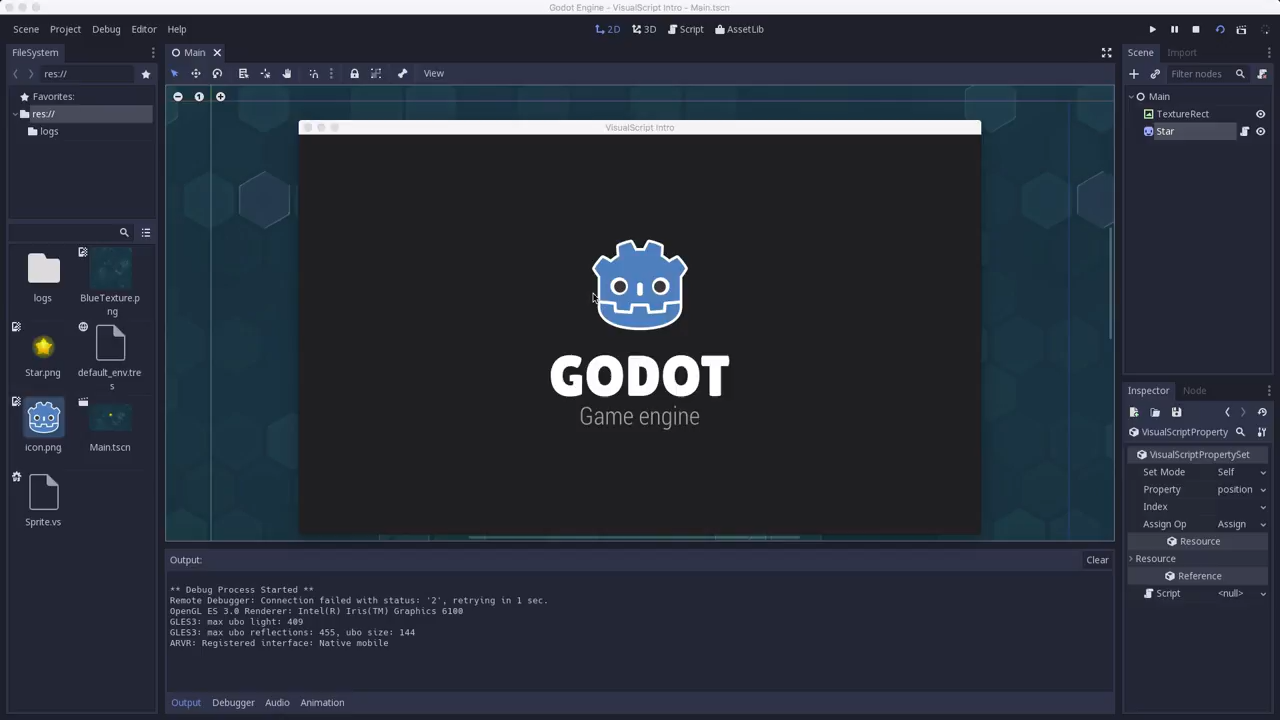 Godot Engine - VisualScript Intro - Main.tscn
Scene Project Debug Editor Help
2D 3D Script AssetLib
FileSystem
res://
Favorites:
res://
logs
logs
BlueTexture.p
ng
Star.png
default_env.tre
s
icon.png
Main.tscn
Sprite.vs
Main
View
1
VisualScript Intro
GODOT
Game engine
Output:
Clear
** Debug Process Started **
Remote Debugger: Connection failed with status: '2', retrying in 1 sec.
OpenGL ES 3.0 Renderer: Intel(R) Iris(TM) Graphics 6100
GLES3: max ubo light: 409
GLES3: max ubo reflections: 455, ubo size: 144
ARVR: Registered interface: Native mobile
Output Debugger Audio Animation
Scene Import
Filter nodes
Main
TextureRect
Star
Inspector Node
VisualScriptProperty
VisualScriptPropertySet
Set Mode Self
Property position
Index
Assign Op Assign
Resource
Resource
Reference
Script <null>